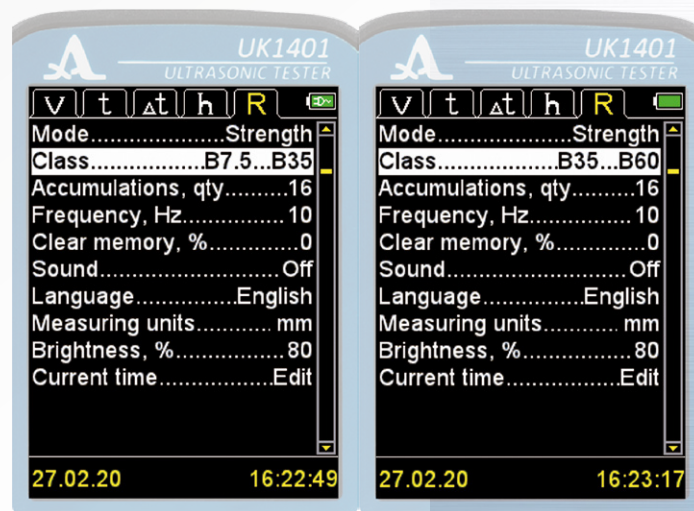 UK1401
ULTRASONIC TESTER
V t Δt h R
Mode.....................Strength
Class..................B7.5...B35
Accumulations, qty..........16
Frequency, Hz................10
Clear memory, %.............0
Sound............................Off
Language................English
Measuring units............. mm
Brightness, %.................80
Current time..................Edit
27.02.20 16:22:49
UK1401
ULTRASONIC TESTER
V t Δt h R
Mode.....................Strength
Class...................B35...B60
Accumulations, qty..........16
Frequency, Hz................10
Clear memory, %.............0
Sound............................Off
Language................English
Measuring units............. mm
Brightness, %.................80
Current time..................Edit
27.02.20 16:23:17